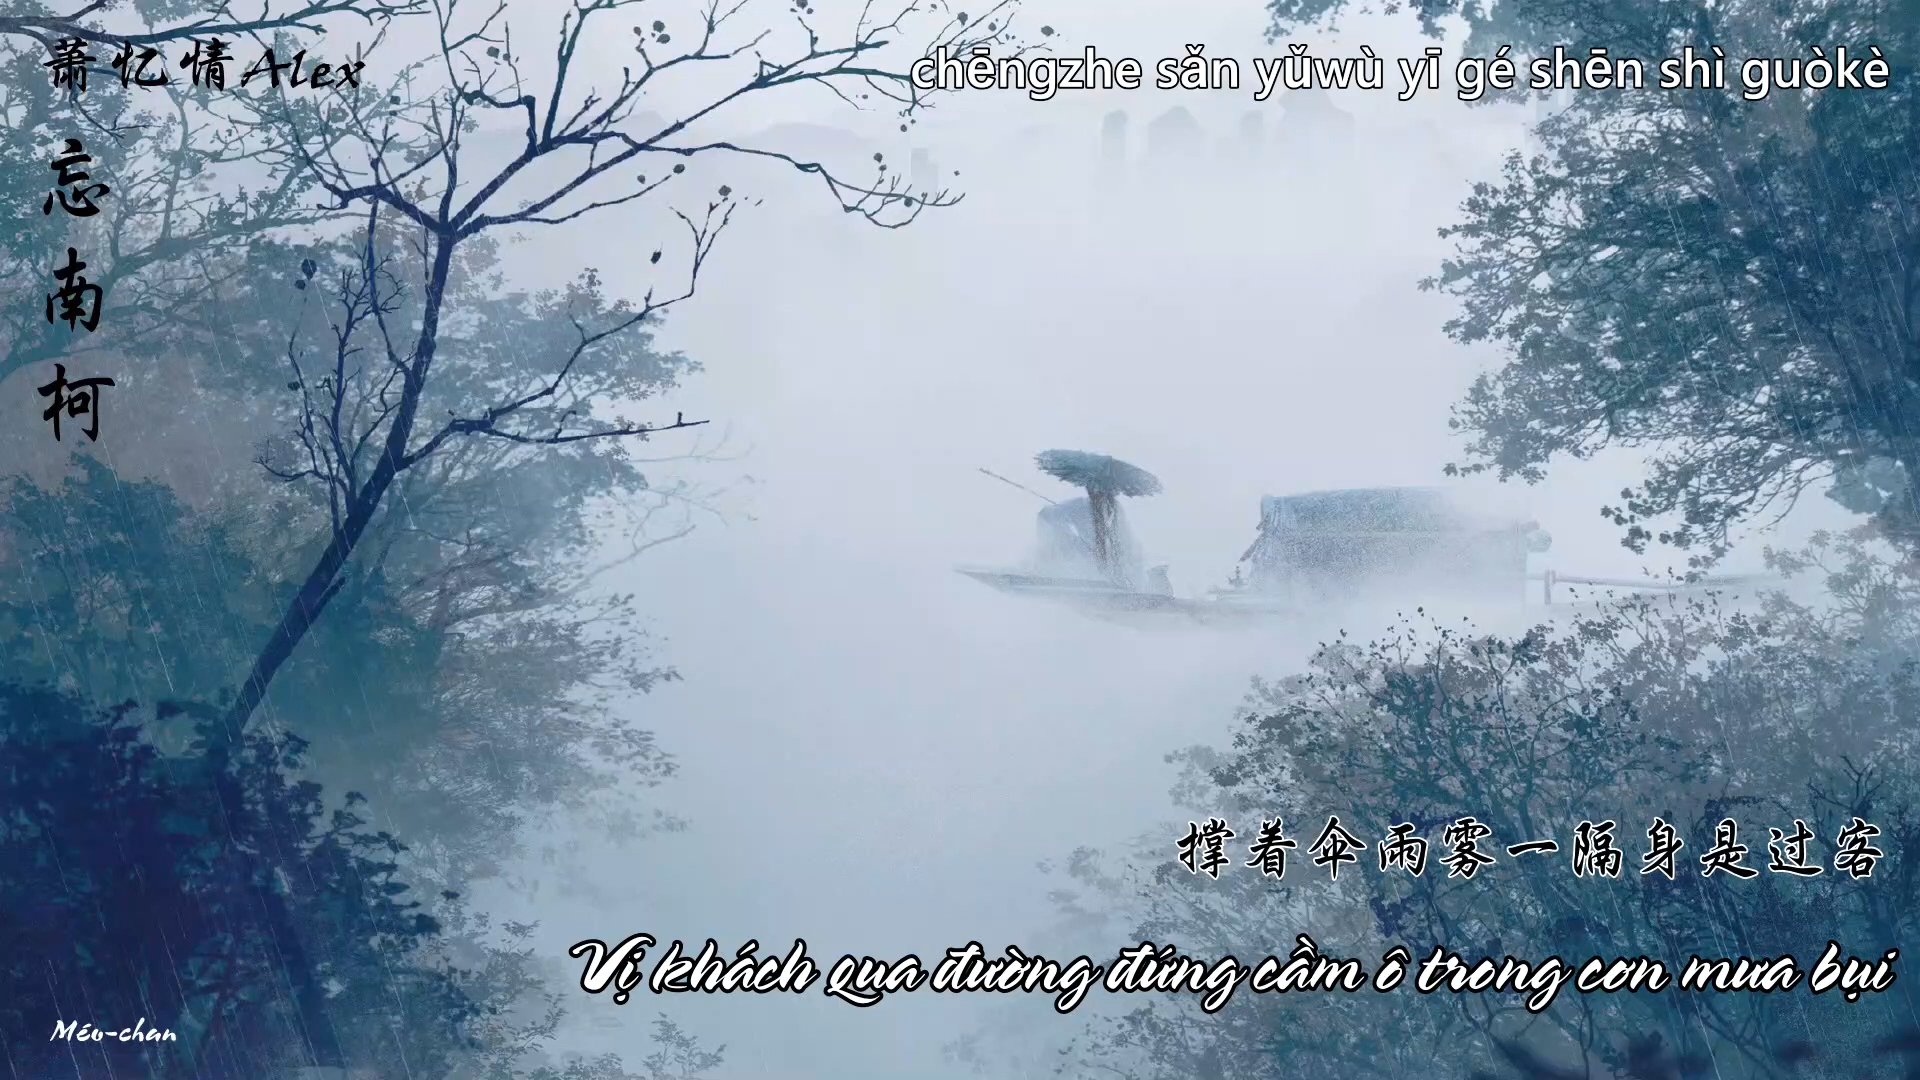 萧忆情Alex
忘南柯
chēngzhe sǎn yǔwù yī gé shēn shì guòkè
撑着伞雨雾一隔身是过客
Vị khách qua đường đứng cầm ô trong cơn mưa bụi
Méo-chan